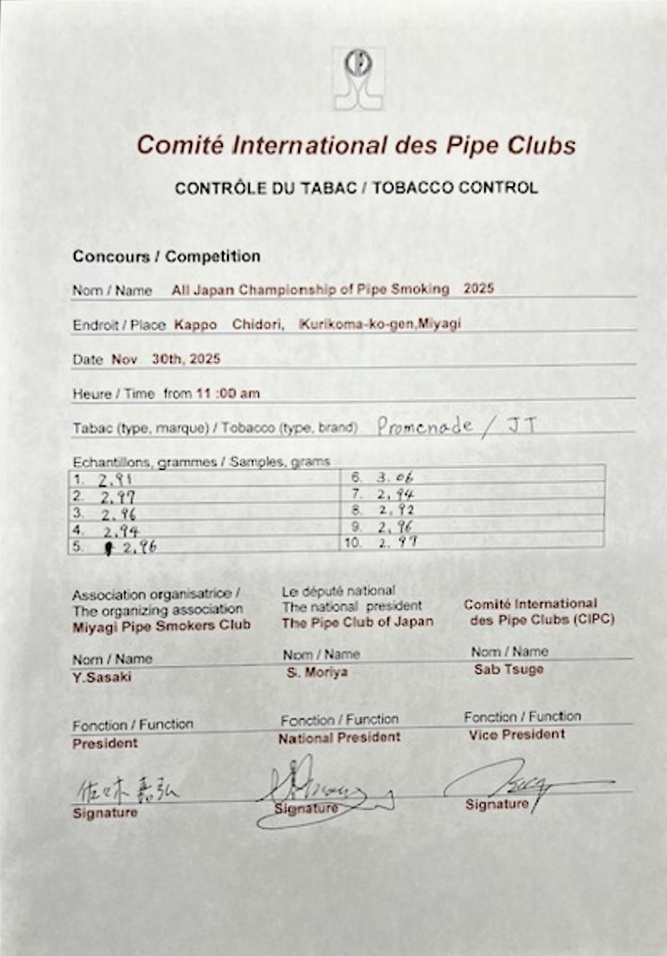 Comité International des Pipe Clubs
CONTRÔLE DU TABAC / TOBACCO CONTROL
Concours / Competition
Nom / Name All Japan Championship of Pipe Smoking 2025
Endroit / Place Kappo Chidori, Kurikoma-ko-gen,Miyagi
Date Nov 30th, 2025
Heure / Time from 11 :00 am
Tabac (type, marque) / Tobacco (type, brand) Promenade / JT
Echantillons, grammes / Samples, grams
1. 2.91 6. 3.06
2. 2.97 7. 2.94
3. 2.96 8. 2.92
4. 2.94 9. 2.96
5. 2.96 10. 2.97
Association organisatrice / Le député national
The organizing association The national president Comité International
Miyagi Pipe Smokers Club The Pipe Club of Japan des Pipe Clubs (CIPC)
Nom / Name Nom / Name Nom / Name
Y.Sasaki S. Moriya Sab Tsuge
Fonction / Function Fonction / Function Fonction / Function
President National President Vice President
佐々木 嘉弘
Signature Signature Signature